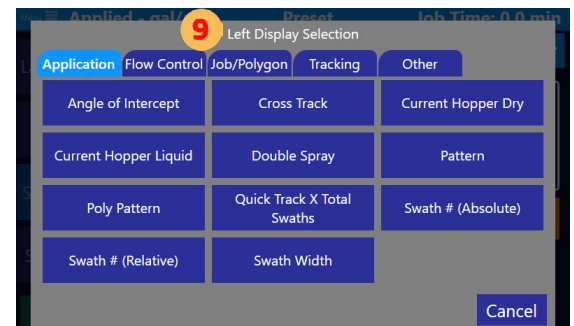 Menu Applied - gal/ Preset Job Time: 0.0 min
9
Left Display Selection
Application Flow Control Job/Polygon Tracking Other
Angle of Intercept Cross Track Current Hopper Dry
Current Hopper Liquid Double Spray Pattern
Poly Pattern Quick Track X Total Swaths Swath # (Absolute)
Swath # (Relative) Swath Width
Cancel